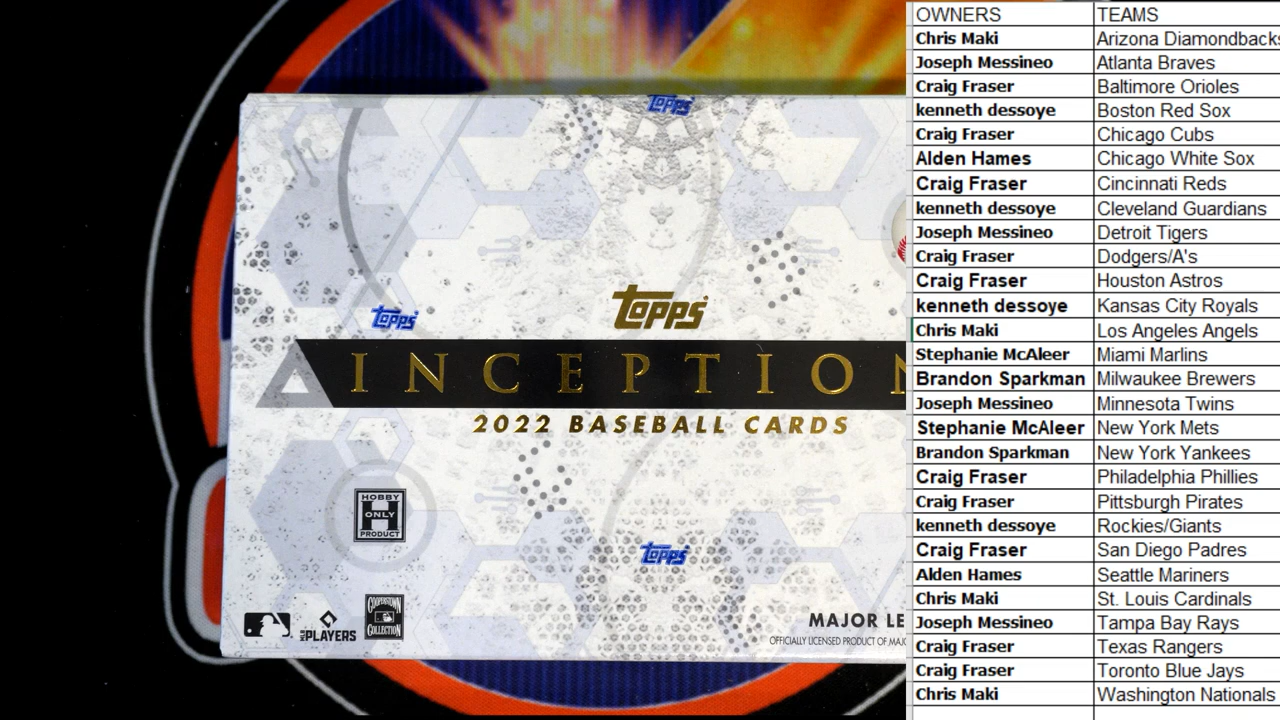 Topps
Topps
Topps
INCEPTION
2022 BASEBALL CARDS
HOBBY
H
ONLY
PRODUCT
Topps
COOPERSTOWN
COLLECTION
PLAYERS
MAJOR LE
OFFICIALLY LICENSED PRODUCT OF MAJ
OWNERS TEAMS
Chris Maki Arizona Diamondbacks
Joseph Messineo Atlanta Braves
Craig Fraser Baltimore Orioles
kenneth dessoye Boston Red Sox
Craig Fraser Chicago Cubs
Alden Hames Chicago White Sox
Craig Fraser Cincinnati Reds
kenneth dessoye Cleveland Guardians
Joseph Messineo Detroit Tigers
Craig Fraser Dodgers/A's
Craig Fraser Houston Astros
kenneth dessoye Kansas City Royals
Chris Maki Los Angeles Angels
Stephanie McAleer Miami Marlins
Brandon Sparkman Milwaukee Brewers
Joseph Messineo Minnesota Twins
Stephanie McAleer New York Mets
Brandon Sparkman New York Yankees
Craig Fraser Philadelphia Phillies
Craig Fraser Pittsburgh Pirates
kenneth dessoye Rockies/Giants
Craig Fraser San Diego Padres
Alden Hames Seattle Mariners
Chris Maki St. Louis Cardinals
Joseph Messineo Tampa Bay Rays
Craig Fraser Texas Rangers
Craig Fraser Toronto Blue Jays
Chris Maki Washington Nationals